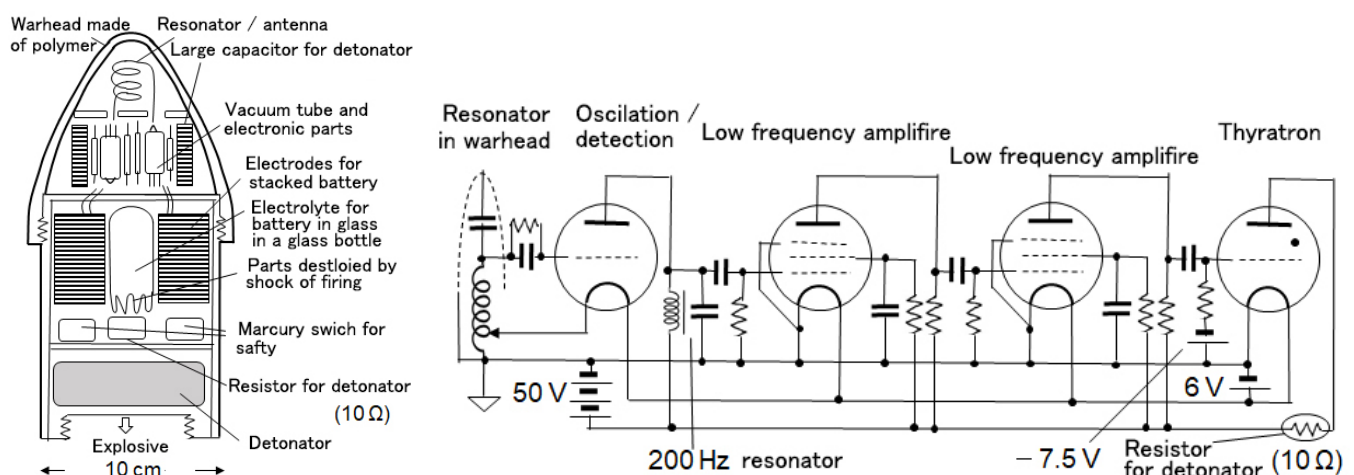 Warhead made
of polymer
Resonator / antenna
Large capacitor for detonator
Vacuum tube and
electronic parts
Electrodes for
stacked battery
Electrolyte for
battery in glass
in a glass bottle
Parts destloied by
shock of firing
Marcury swich for
safty
Resistor for detonator
(10 Ω)
Detonator
Explosive
10 cm
Resonator
in warhead
Oscilation /
detection
Low frequency amplifire
Low frequency amplifire
Thyratron
50 V
6 V
200 Hz resonator
－7.5 V
Resistor
for detonator
(10 Ω)